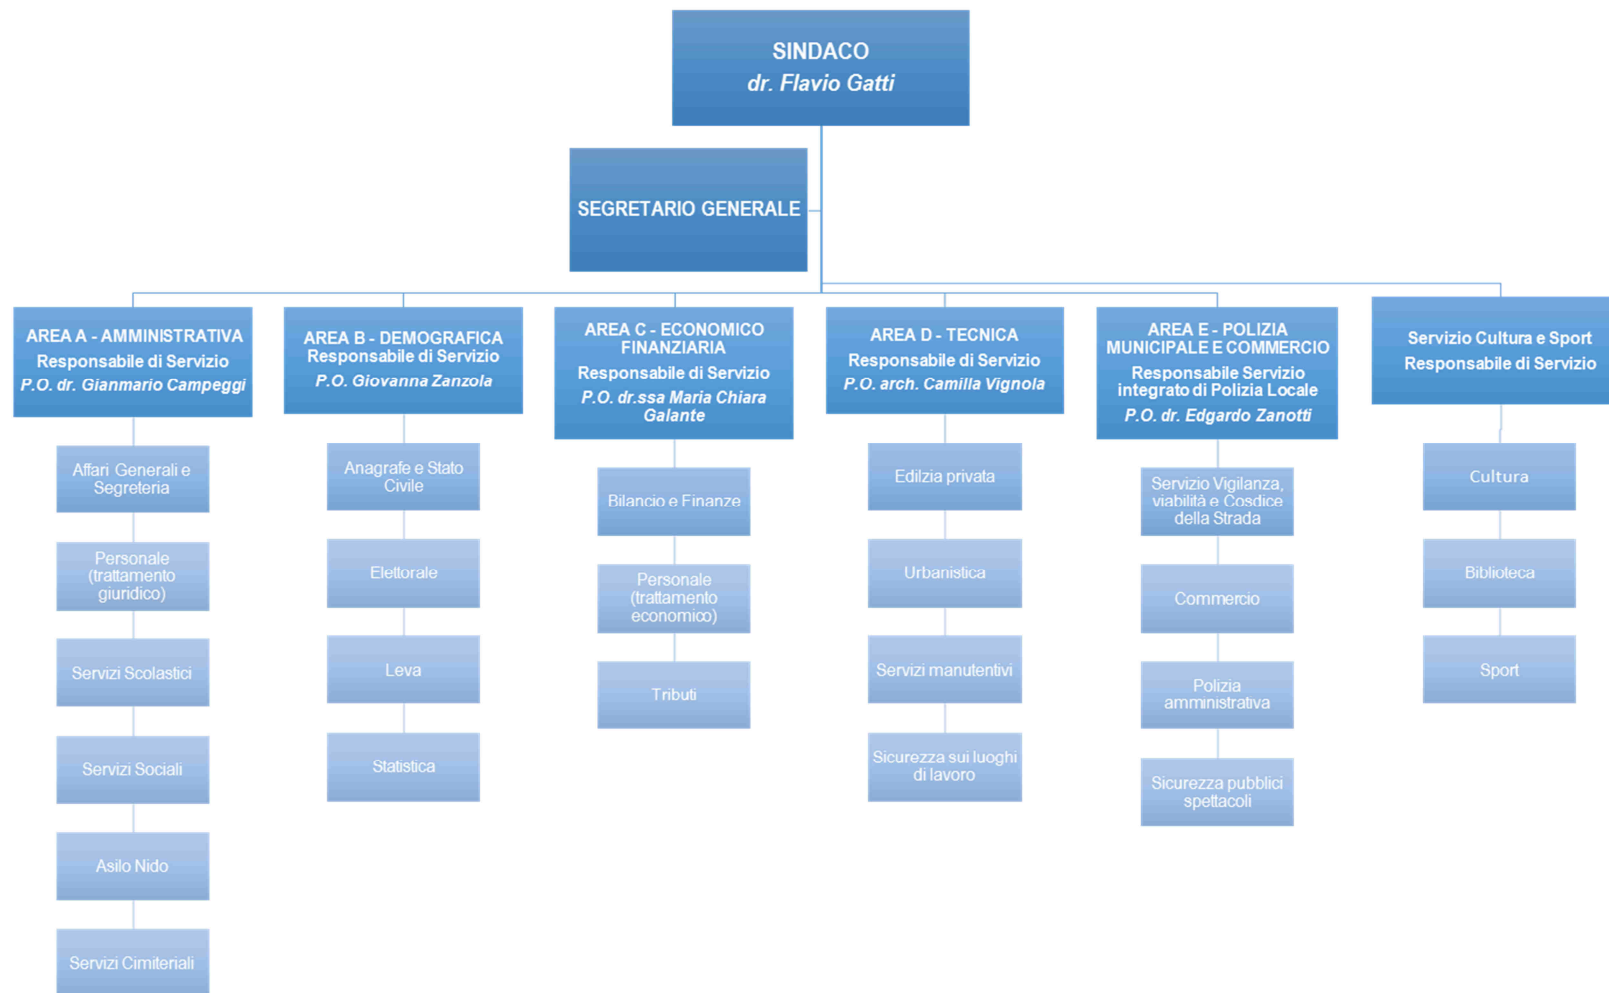 SINDACO
dr. Flavio Gatti
SEGRETARIO GENERALE
AREA A - AMMINISTRATIVA
Responsabile di Servizio
P.O. dr. Gianmario Campeggi
Affari Generali e
Segreteria
Personale
(trattamento
giuridico)
Servizi Scolastici
Servizi Sociali
Asilo Nido
Servizi Cimiteriali
AREA B - DEMOGRAFICA
Responsabile di Servizio
P.O. Giovanna Zanzola
Anagrafe e Stato
Civile
Elettorale
Leva
Statistica
AREA C - ECONOMICO
FINANZIARIA
Responsabile di Servizio
P.O. dr.ssa Maria Chiara
Galante
Bilancio e Finanze
Personale
(trattamento
economico)
Tributi
AREA D - TECNICA
Responsabile di Servizio
P.O. arch. Camilla Vignola
Edilzia privata
Urbanistica
Servizi manutentivi
Sicurezza sui luoghi
di lavoro
AREA E - POLIZIA
MUNICIPALE E COMMERCIO
Responsabile Servizio
integrato di Polizia Locale
P.O. dr. Edgardo Zanotti
Servizio Vigilanza,
viabilità e Cosdice
della Strada
Commercio
Polizia
amministrativa
Sicurezza pubblici
spettacoli
Servizio Cultura e Sport
Responsabile di Servizio
Cultura
Biblioteca
Sport